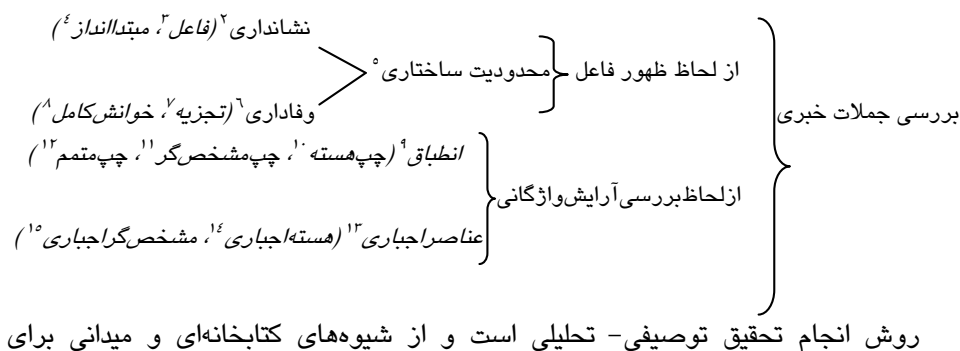 نشانداری۲ (فاعل۳، مبتداانداز۴)
از لحاظ ظهور فاعل
محدودیت ساختاری۵
وفاداری۶ (تجزیه۷، خوانش‌کامل۸)
بررسی جملات خبری
انطباق۹ (چپ‌هسته۱۰، چپ‌مشخص‌گر۱۱، چپ‌متمم۱۲)
ازلحاظ‌بررسی‌آرایش‌واژگانی
عناصراجباری۱۳ (هسته‌اجباری۱۴، مشخص‌گراجباری۱۵)
روش انجام تحقیق توصیفی- تحلیلی است و از شیوه‌های کتابخانه‌ای و میدانی برای